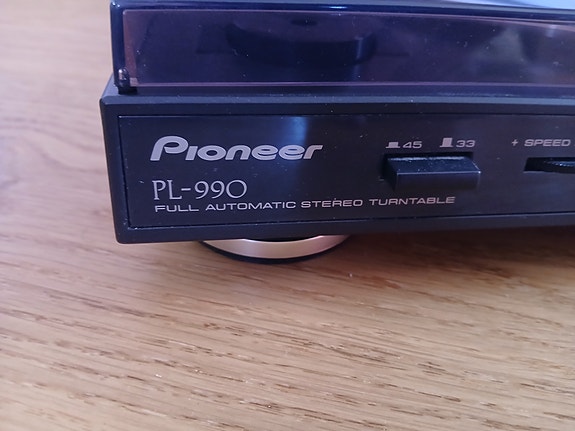 Pioneer
PL-990
FULL AUTOMATIC STEREO TURNTABLE
45 33
+ SPEED